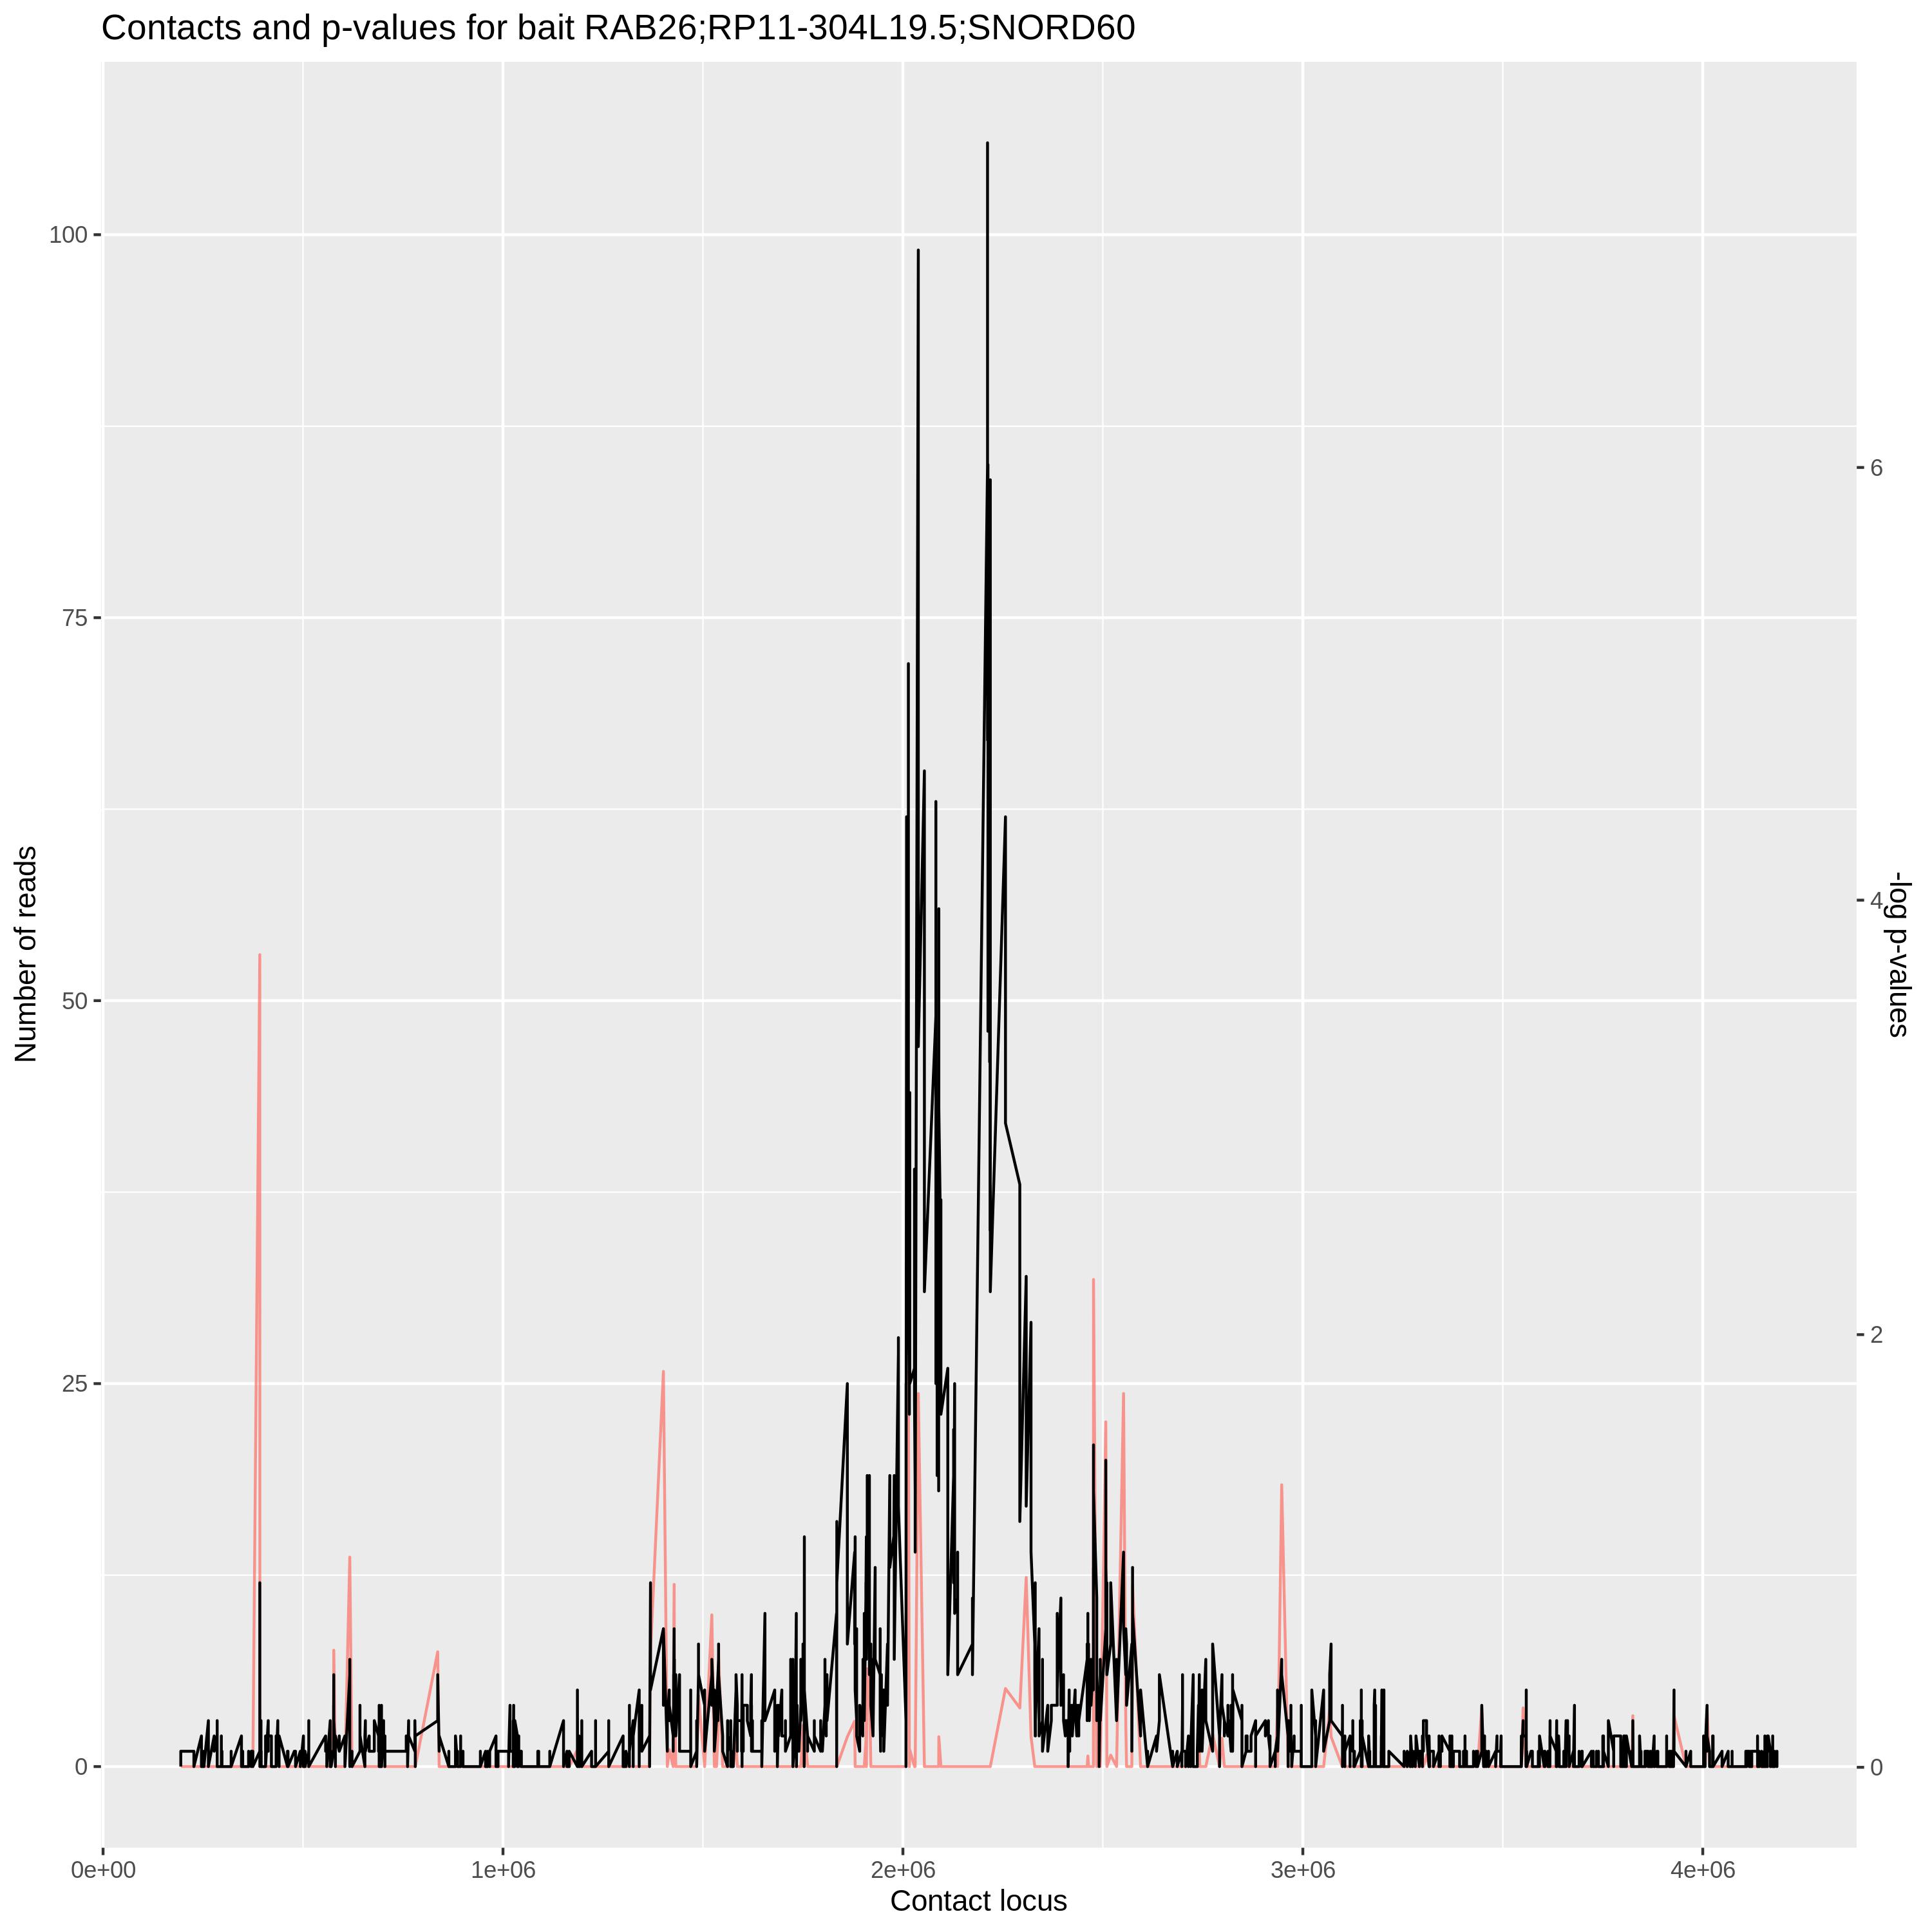 Contacts and p-values for bait RAB26;RP11-304L19.5;SNORD60
Number of reads
100
75
50
25
0
6
4
2
0
-log p-values
0e+00 1e+06 2e+06 3e+06 4e+06
Contact locus